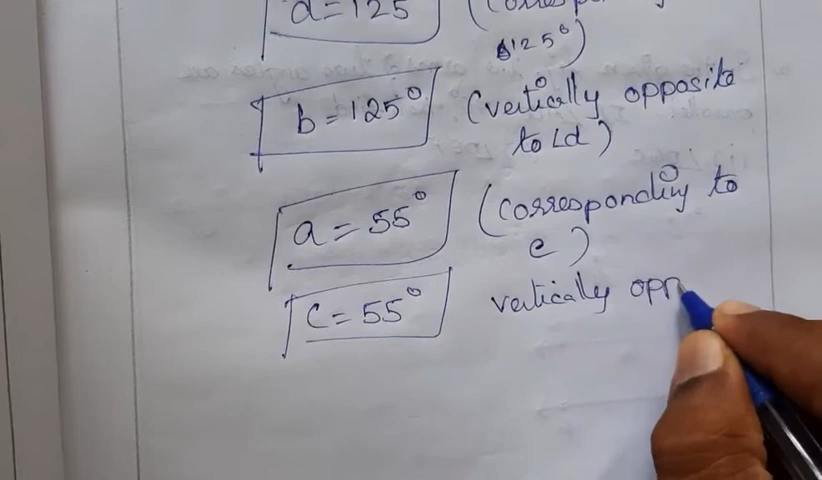 d=125
125°)
b=125° (vertically opposite
to ∠d)
a=55° (corresponding to
e)
c=55° vertically opp